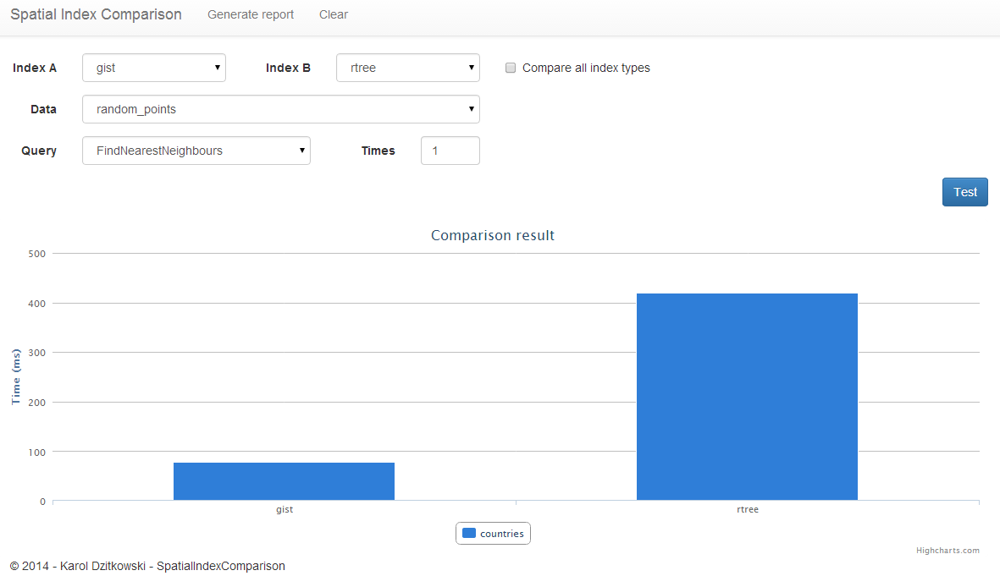 Spatial Index Comparison Generate report Clear
Index A gist Index B rtree Compare all index types
Data random_points
Query FindNearestNeighbours Times 1
Test
Comparison result
500
400
300
200
100
0
Time (ms)
gist rtree
countries
Highcharts.com
© 2014 - Karol Dzitkowski - SpatialIndexComparison